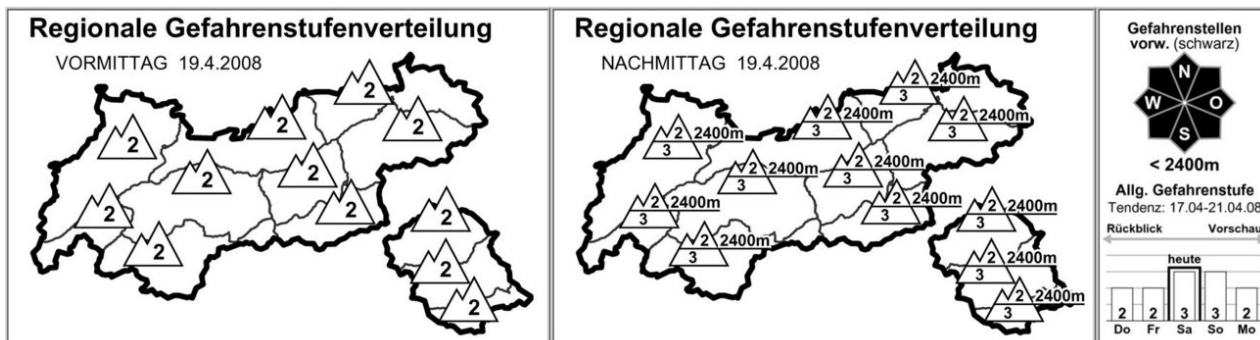 Regionale Gefahrenstufenverteilung
VORMITTAG 19.4.2008
2
2
2
2
2
2
2
2
2
2
2
2
Regionale Gefahrenstufenverteilung
NACHMITTAG 19.4.2008
2 2400m
3
2 2400m
3
2 2400m
3
2 2400m
3
2 2400m
3
2 2400m
3
2 2400m
3
2 2400m
3
2 2400m
3
2 2400m
3
2 2400m
3
2 2400m
3
Gefahrenstellen
vorw. (schwarz)
N
W O
S
< 2400m
Allg. Gefahrenstufe
Tendenz: 17.04-21.04.08
Rückblick Vorschau
heute
2 2 3 3 2
Do Fr Sa So Mo